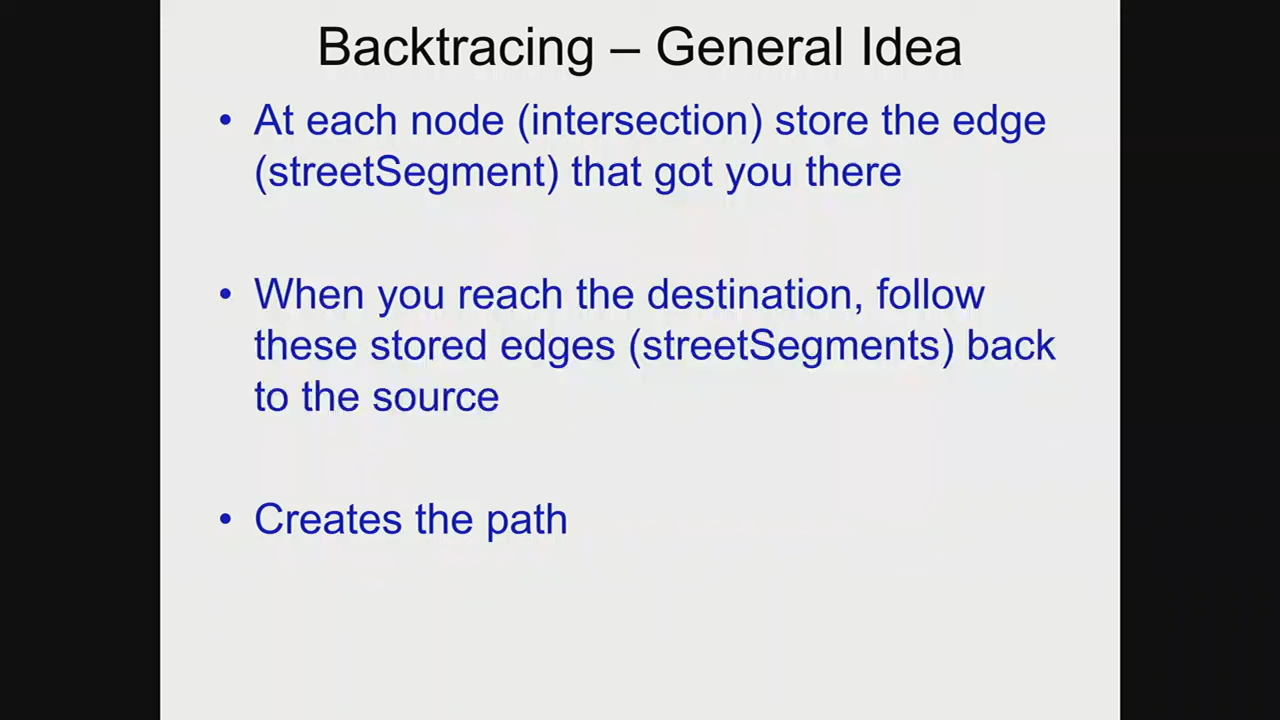 Backtracing – General Idea
• At each node (intersection) store the edge
(streetSegment) that got you there
• When you reach the destination, follow
these stored edges (streetSegments) back
to the source
• Creates the path